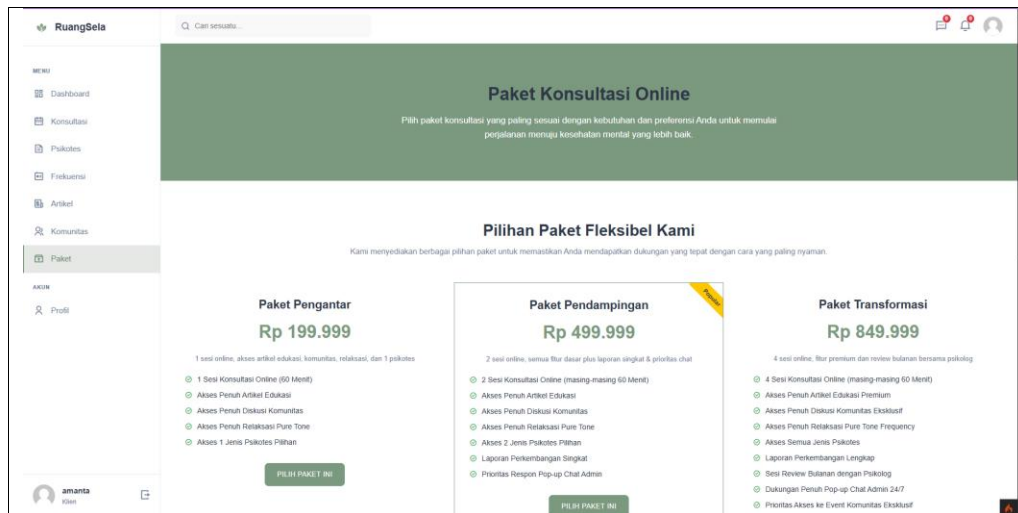 RuangSela
Cari sesuatu...
MENU
Dashboard
Konsultasi
Psikotes
Frekuensi
Artikel
Komunitas
Paket
AKUN
Profil
amanta
Klien
Paket Konsultasi Online
Pilih paket konsultasi yang paling sesuai dengan kebutuhan dan preferensi Anda untuk memulai
perjalanan menuju kesehatan mental yang lebih baik.
Pilihan Paket Fleksibel Kami
Kami menyediakan berbagai pilihan paket untuk memastikan Anda mendapatkan dukungan yang tepat dengan cara yang paling nyaman.
Paket Pengantar
Rp 199.999
1 sesi online, akses artikel edukasi, komunitas, relaksasi, dan 1 psikotes
1 Sesi Konsultasi Online (60 Menit)
Akses Penuh Artikel Edukasi
Akses Penuh Diskusi Komunitas
Akses Penuh Relaksasi Pure Tone
Akses 1 Jenis Psikotes Pilihan
PILIH PAKET INI
Popular
Paket Pendampingan
Rp 499.999
2 sesi online, semua fitur dasar plus laporan singkat & prioritas chat
2 Sesi Konsultasi Online (masing-masing 60 Menit)
Akses Penuh Artikel Edukasi
Akses Penuh Diskusi Komunitas
Akses Penuh Relaksasi Pure Tone
Akses 2 Jenis Psikotes Pilihan
Laporan Perkembangan Singkat
Prioritas Respon Pop-up Chat Admin
PILIH PAKET INI
Paket Transformasi
Rp 849.999
4 sesi online, fitur premium dan review bulanan bersama psikolog
4 Sesi Konsultasi Online (masing-masing 60 Menit)
Akses Penuh Artikel Edukasi Premium
Akses Penuh Diskusi Komunitas Eksklusif
Akses Penuh Relaksasi Pure Tone Frequency
Akses Semua Jenis Psikotes
Laporan Perkembangan Lengkap
Sesi Review Bulanan dengan Psikolog
Dukungan Penuh Pop-up Chat Admin 24/7
Prioritas Akses ke Event Komunitas Eksklusif